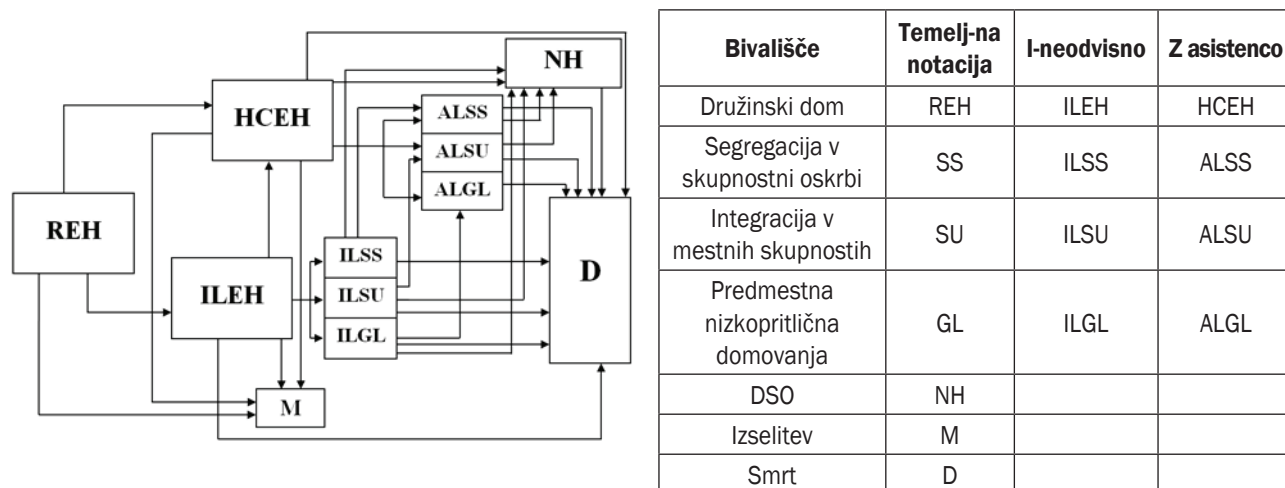 NH
HCEH
ALSS
ALSU
ALGL
REH
ILSS
D
ILEH
ILSU
ILGL
M
Bivališče
Temelj-na
notacija
I-neodvisno
Z asistenco
Družinski dom
REH
ILEH
HCEH
Segregacija v
skupnostni oskrbi
SS
ILSS
ALSS
Integracija v
mestnih skupnostih
SU
ILSU
ALSU
Predmestna
nizkopritlična
domovanja
GL
ILGL
ALGL
DSO
NH
Izselitev
M
Smrt
D